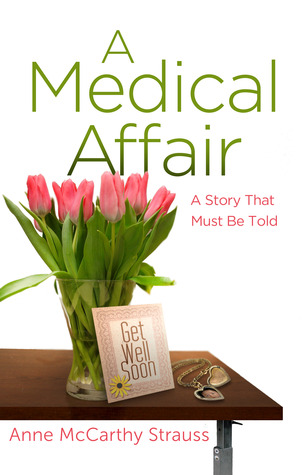 A
Medical
Affair
A Story That
Must Be Told
Get
Well
Soon
Anne McCarthy Strauss